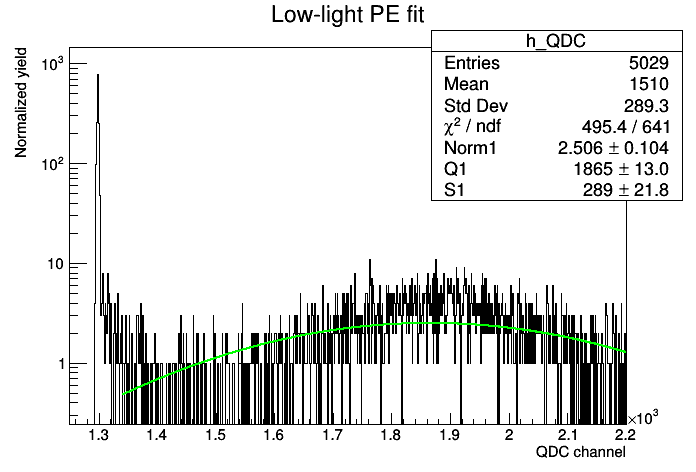 Low-light PE fit
h_QDC
Entries 5029
Mean 1510
Std Dev 289.3
χ² / ndf 495.4 / 641
Norm1 2.506 ± 0.104
Q1 1865 ± 13.0
S1 289 ± 21.8
Normalized yield
10³
10²
10
1
1.3 1.4 1.5 1.6 1.7 1.8 1.9 2 2.1 2.2
×10³
QDC channel